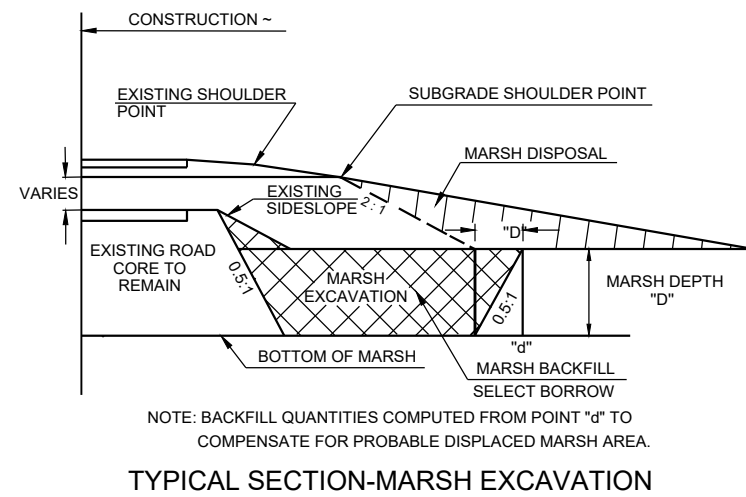 CONSTRUCTION ~
EXISTING SHOULDER
POINT
SUBGRADE SHOULDER POINT
MARSH DISPOSAL
VARIES
EXISTING
SIDESLOPE
2:1
"D"
EXISTING ROAD
CORE TO
REMAIN
0.5:1
MARSH
EXCAVATION
0.5:1
MARSH DEPTH
"D"
"d"
BOTTOM OF MARSH
MARSH BACKFILL
SELECT BORROW
NOTE: BACKFILL QUANTITIES COMPUTED FROM POINT "d" TO
COMPENSATE FOR PROBABLE DISPLACED MARSH AREA.
TYPICAL SECTION-MARSH EXCAVATION